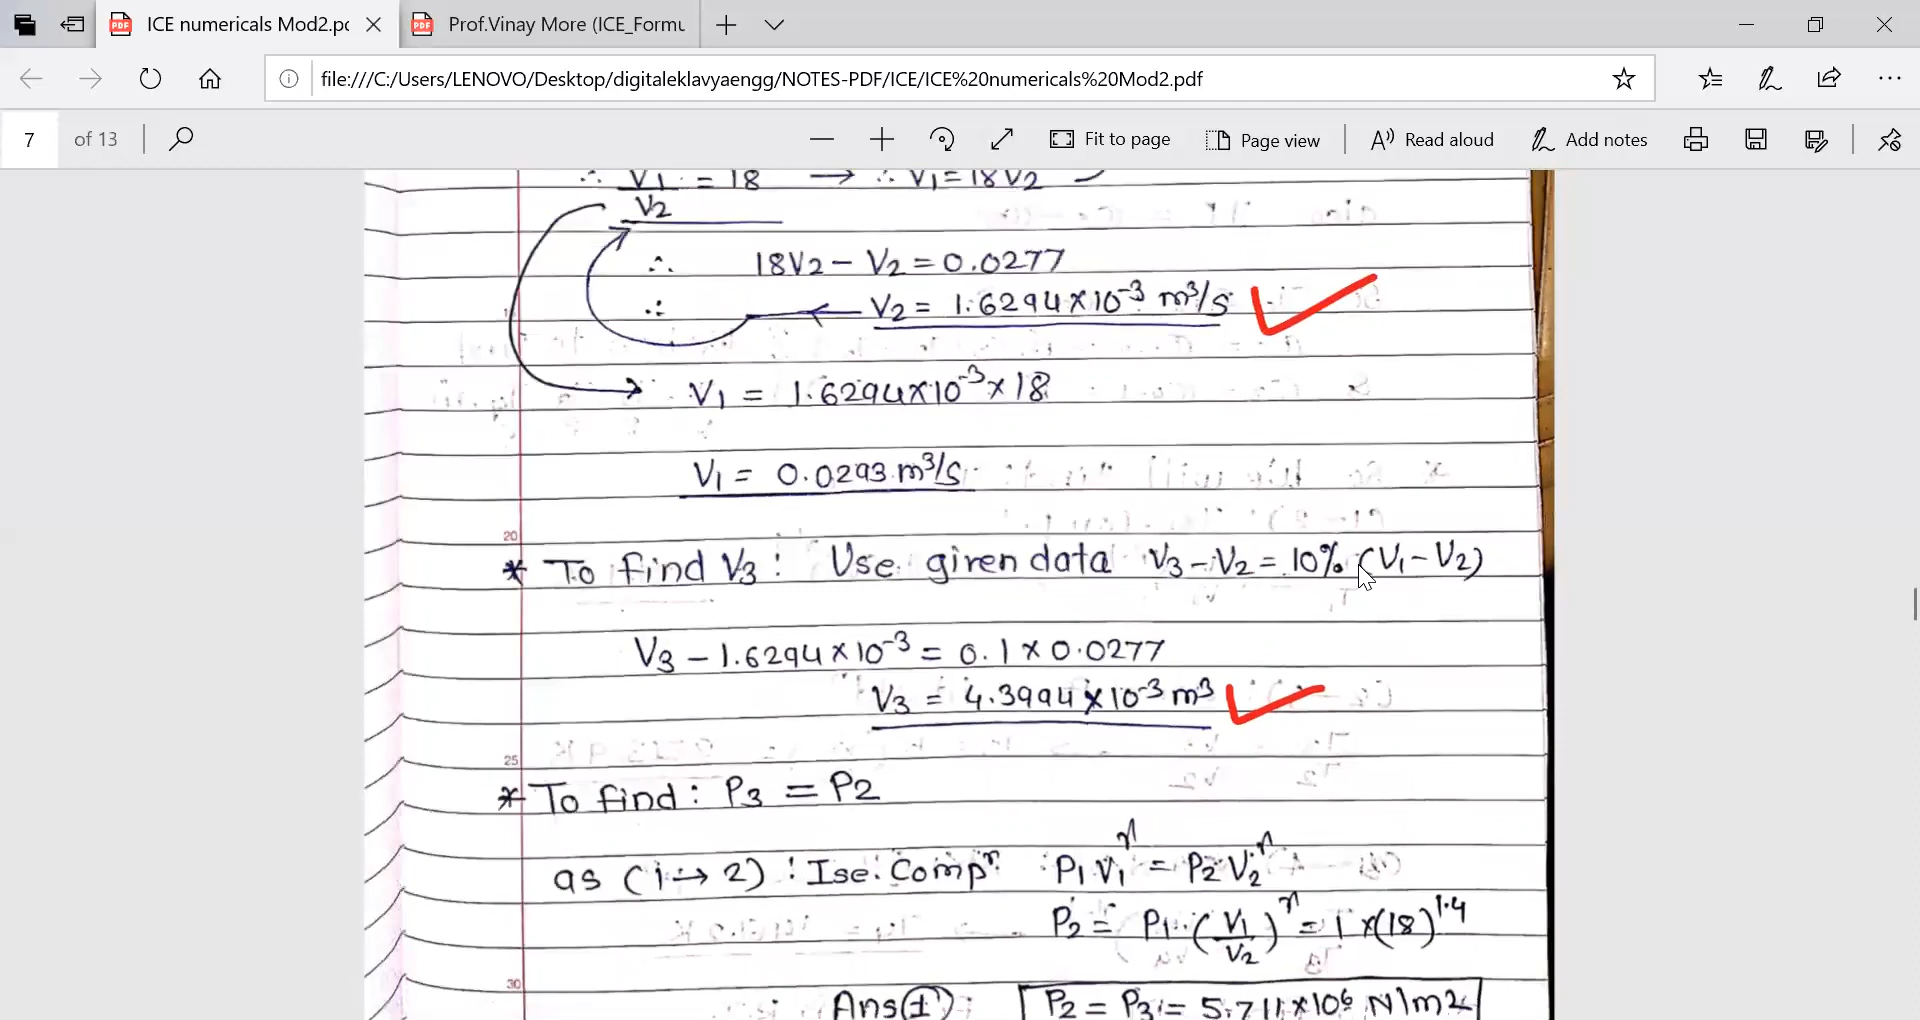 ICE numericals Mod2.pd
Prof.Vinay More (ICE_Formu
file:///C:/Users/LENOVO/Desktop/digitaleklavyaengg/NOTES-PDF/ICE/ICE%20numericals%20Mod2.pdf
7 of 13 Fit to page Page view Read aloud Add notes
∴ V1/V2 = 18 → ∴ V1 = 18V2
∴ 18V2 - V2 = 0.0277
∴ V2 = 1.6294 x 10^-3 m³/s
V1 = 1.6294 x 10^-3 x 18
V1 = 0.0293 m³/s
20
* To find V3 : Use given data V3 - V2 = 10% (V1 - V2)
V3 - 1.6294 x 10^-3 = 0.1 x 0.0277
V3 = 4.3994 x 10^-3 m³
25
* To find : P3 = P2
as (1→2) : Ise. Compⁿ P1 V1^γ = P2 V2^γ
P2 = P1 . (V1/V2)^γ = 1 x (18)^1.4
30
Ans(1) : P2 = P3 = 5.711 x 10^6 N/m2